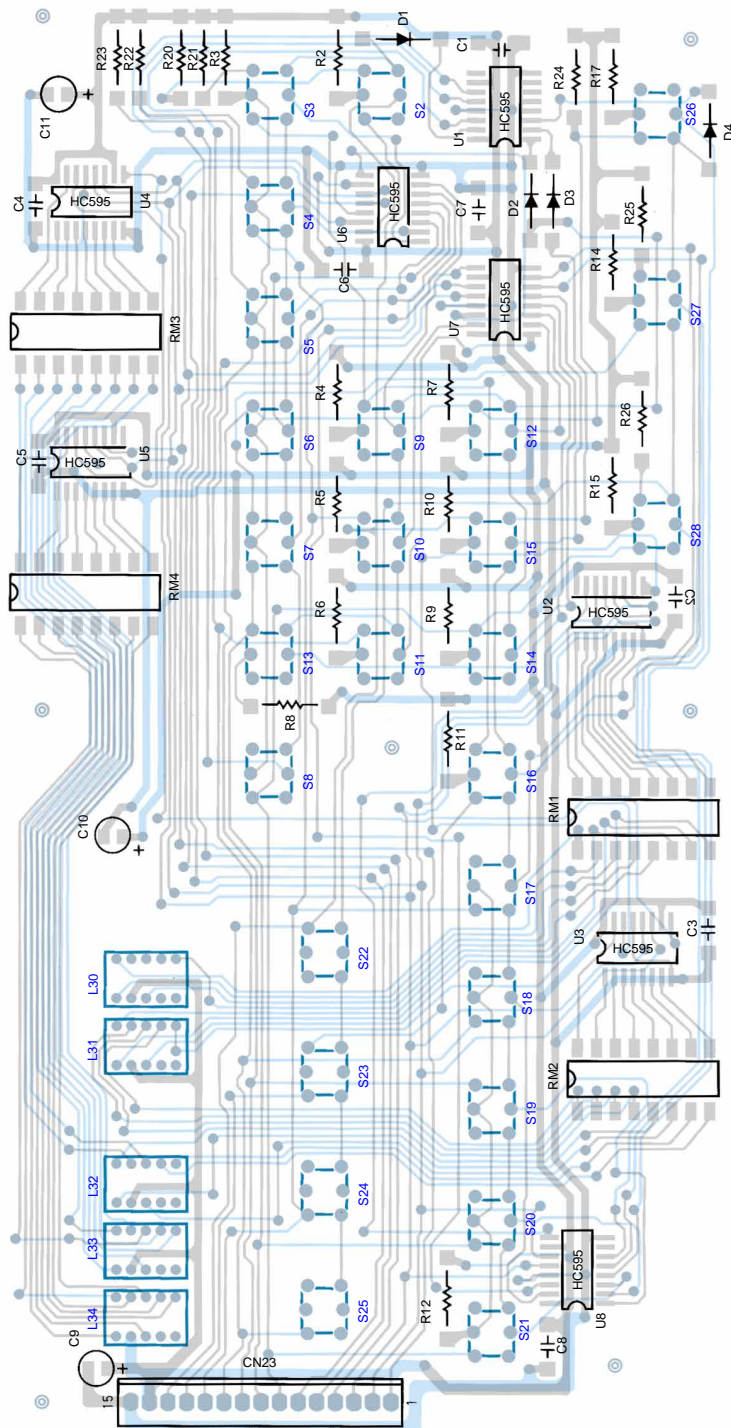 D1
C1
R23
R22
R20
R21
R3
R2
R24
R17
C11
S3
S2
U1
HC595
S26
D4
C4
HC595
U4
S4
U6
HC595
C7
D2
D3
R25
R14
C6
HC595
U7
S27
RM3
S5
R4
R7
R26
C5
HC595
U5
S6
S9
S12
R15
R5
R10
S28
S7
S10
S15
RM4
R6
R9
U2
HC595
C2
S13
S11
S14
R8
R11
S8
S16
RM1
C10
S17
U3
HC595
C3
L30
S22
S18
L31
S23
RM2
S19
L32
S24
S20
L33
HC595
U8
L34
S25
R12
S21
C8
C9
CN23
15
1